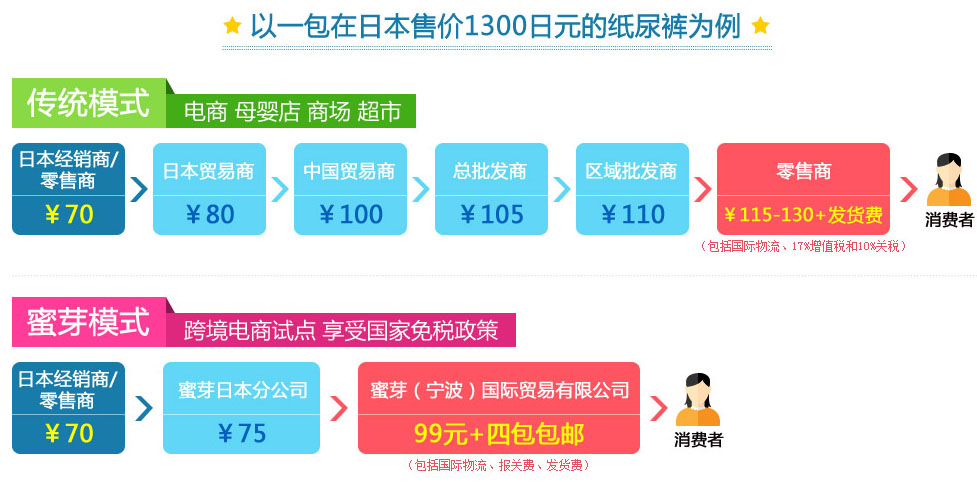 以一包在日本售价1300日元的纸尿裤为例
传统模式
电商 母婴店 商场 超市
日本经销商/
零售商
￥70
日本贸易商
￥80
中国贸易商
￥100
总批发商
￥105
区域批发商
￥110
零售商
￥115-130+发货费
(包括国际物流、17%增值税和10%关税)
消费者
蜜芽模式
跨境电商试点 享受国家免税政策
日本经销商/
零售商
￥70
蜜芽日本分公司
￥75
蜜芽（宁波）国际贸易有限公司
99元+四包包邮
(包括国际物流、报关费、发货费)
消费者